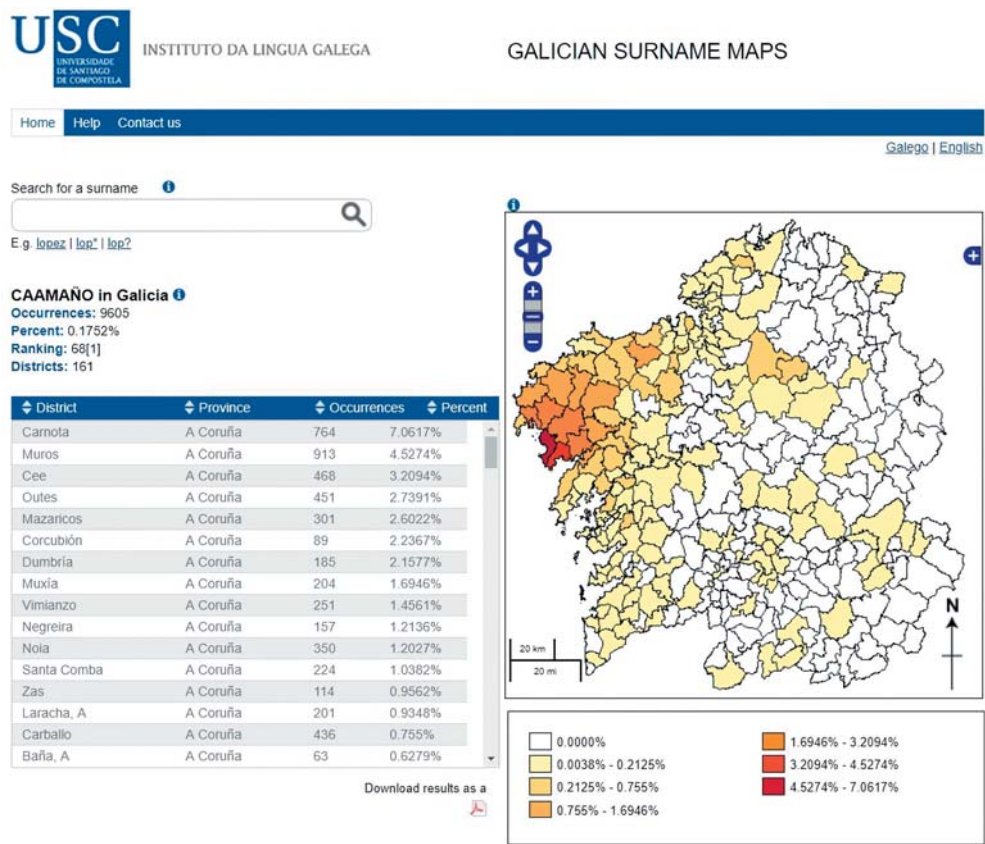 USC
UNIVERSIDADE
DE SANTIAGO
DE COMPOSTELA
INSTITUTO DA LINGUA GALEGA
GALICIAN SURNAME MAPS
Home Help Contact us
Galego | English
Search for a surname
E.g. lopez | lop* | lop?
CAAMAÑO in Galicia
Occurrences: 9605
Percent: 0.1752%
Ranking: 68[1]
Districts: 161
District Province Occurrences Percent
Carnota A Coruña 764 7.0617%
Muros A Coruña 913 4.5274%
Cee A Coruña 468 3.2094%
Outes A Coruña 451 2.7391%
Mazaricos A Coruña 301 2.6022%
Corcubión A Coruña 89 2.2367%
Dumbría A Coruña 185 2.1577%
Muxía A Coruña 204 1.6946%
Vimianzo A Coruña 251 1.4561%
Negreira A Coruña 157 1.2136%
Noia A Coruña 350 1.2027%
Santa Comba A Coruña 224 1.0382%
Zas A Coruña 114 0.9562%
Laracha, A A Coruña 201 0.9348%
Carballo A Coruña 436 0.755%
Baña, A A Coruña 63 0.6279%
Download results as a
N
20 km
20 mi
0.0000%
0.0038% - 0.2125%
0.2125% - 0.755%
0.755% - 1.6946%
1.6946% - 3.2094%
3.2094% - 4.5274%
4.5274% - 7.0617%